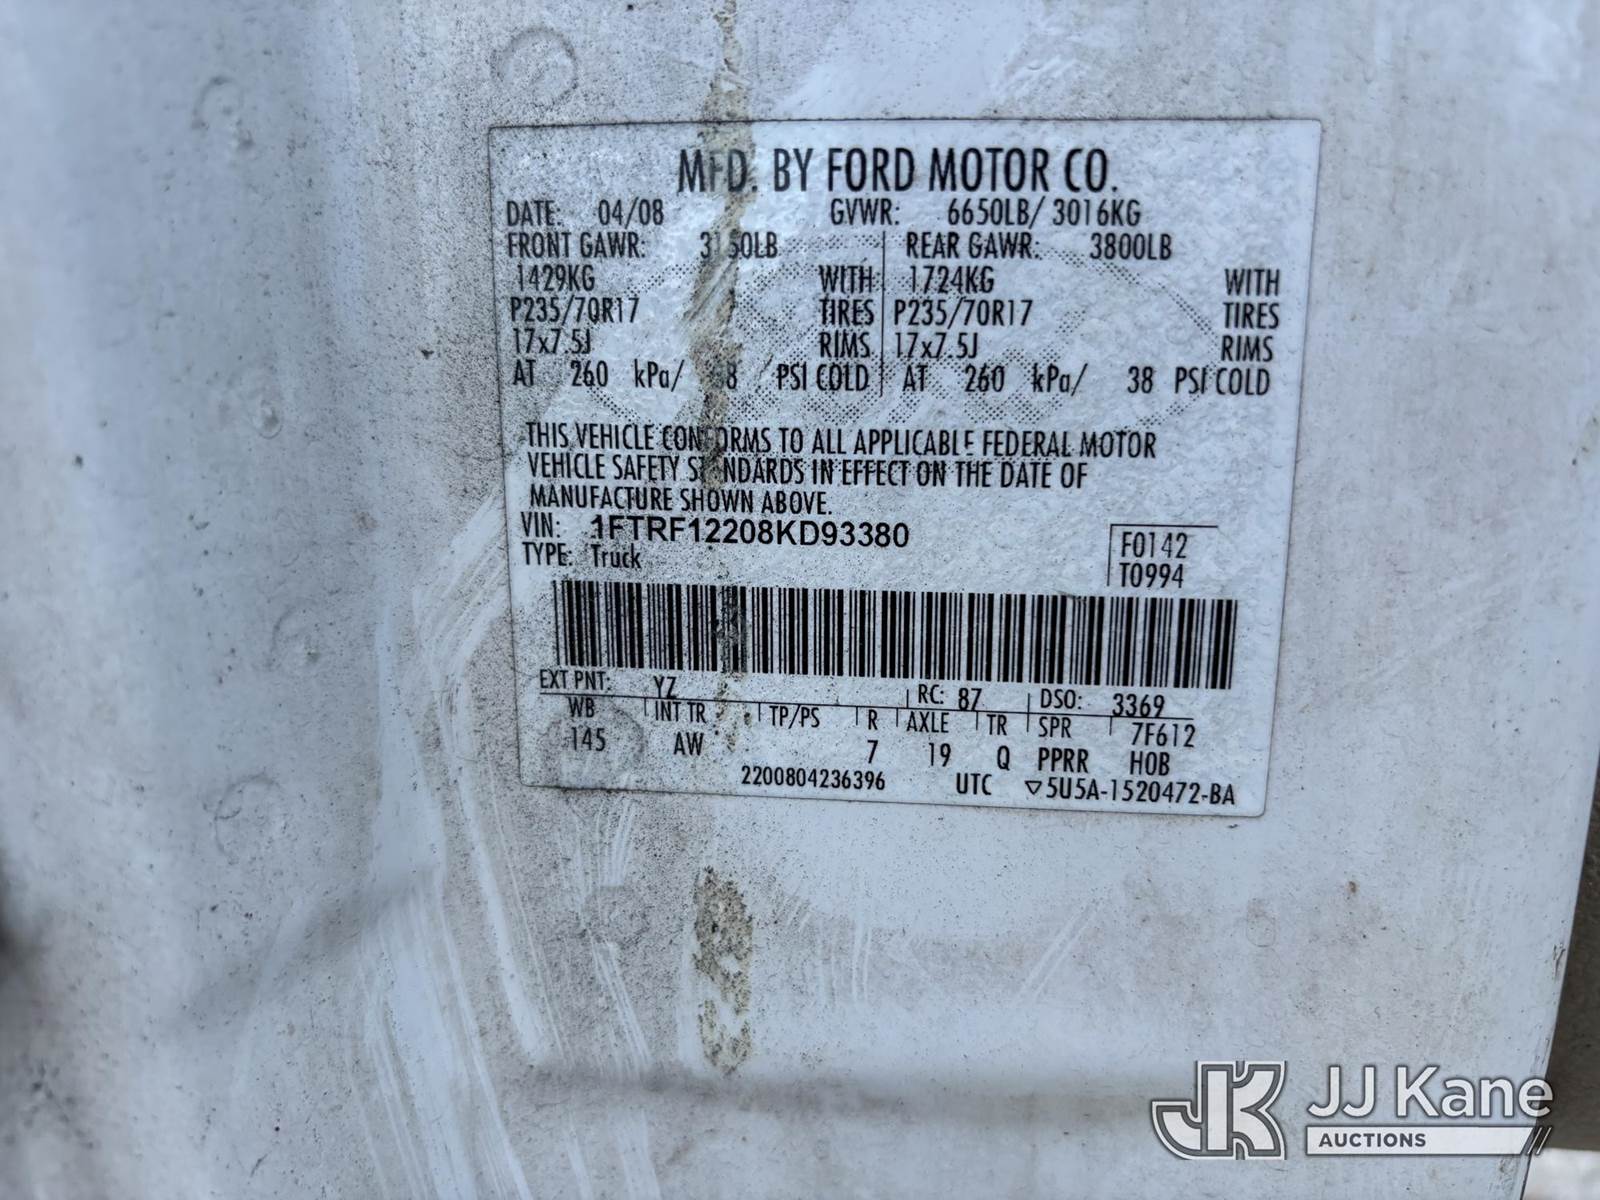 MFD. BY FORD MOTOR CO.
DATE: 04/08 GVWR: 6650LB/ 3016KG
FRONT GAWR: 3150LB REAR GAWR: 3800LB
1429KG WITH 1724KG WITH
P235/70R17 TIRES P235/70R17 TIRES
17x7.5J RIMS 17x7.5J RIMS
AT 260 kPa/ 38 PSI COLD AT 260 kPa/ 38 PSI COLD
THIS VEHICLE CONFORMS TO ALL APPLICABLE FEDERAL MOTOR
VEHICLE SAFETY STANDARDS IN EFFECT ON THE DATE OF
MANUFACTURE SHOWN ABOVE.
VIN: 1FTRF12208KD93380
TYPE: Truck
F0142
T0994
EXT PNT: YZ RC: 87 DSO: 3369
WB INT TR TP/PS R AXLE TR SPR 7F612
145 AW 7 19 Q PPRR HOB
2200804236396 UTC ▽5U5A-1520472-BA
JK JJ Kane
AUCTIONS